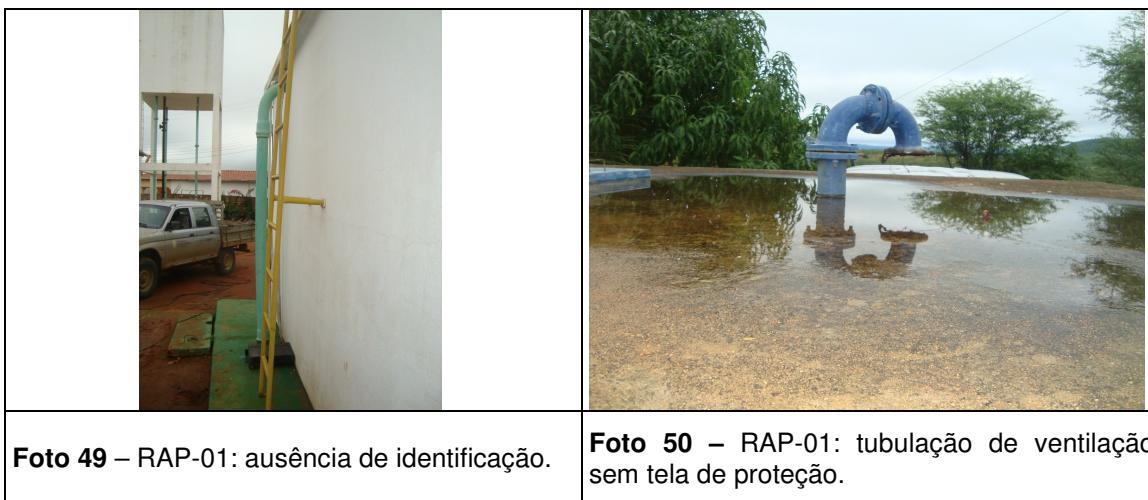 Foto 49 – RAP-01: ausência de identificação.
Foto 50 – RAP-01: tubulação de ventilação
sem tela de proteção.